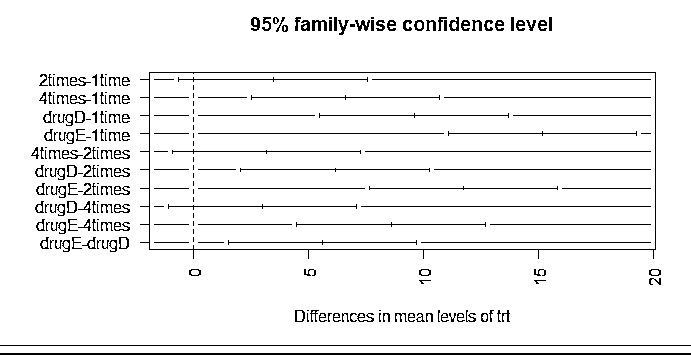 95% family-wise confidence level
2times-1time
4times-1time
drugD-1time
drugE-1time
4times-2times
drugD-2times
drugE-2times
drugD-4times
drugE-4times
drugE-drugD
0 5 10 15 20
Differences in mean levels of trt